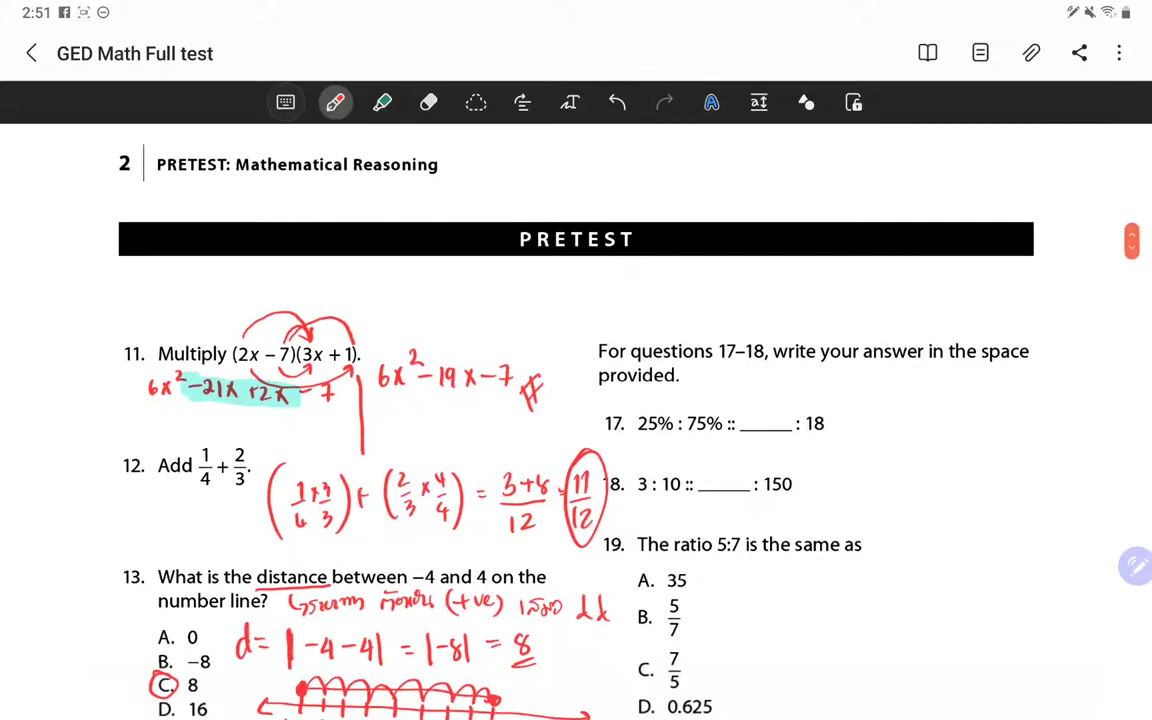 2:51
GED Math Full test
2 PRETEST: Mathematical Reasoning
PRETEST
11. Multiply (2x − 7)(3x + 1).
6x² −21x +2x − 7
6x² −19x −7
12. Add 1/4 + 2/3.
(1/4 × 3/3) + (2/3 × 4/4) = 3+8/12 = 11/12
13. What is the distance between −4 and 4 on the
number line?
(+ve)
A. 0
d = |−4 −4| = |−8| = 8
B. −8
C. 8
D. 16
For questions 17–18, write your answer in the space
provided.
17. 25% : 75% :: ______ : 18
18. 3 : 10 :: ______ : 150
19. The ratio 5:7 is the same as
A. 35
B. 5/7
C. 7/5
D. 0.625